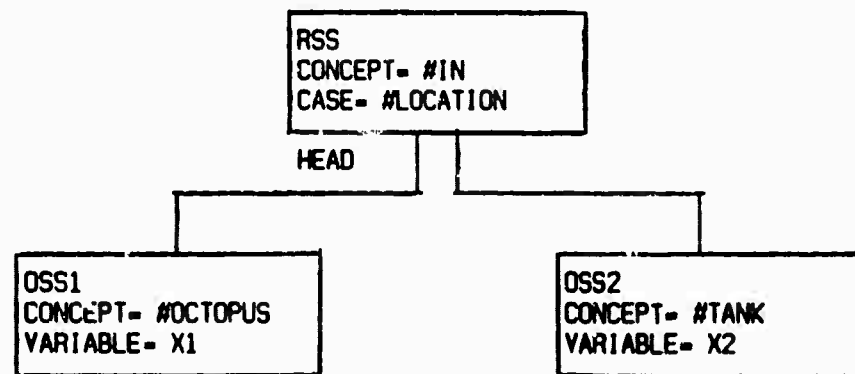 RSS
CONCEPT= #IN
CASE= #LOCATION
HEAD
OSS1
CONCEPT= #OCTOPUS
VARIABLE= X1
OSS2
CONCEPT= #TANK
VARIABLE= X2